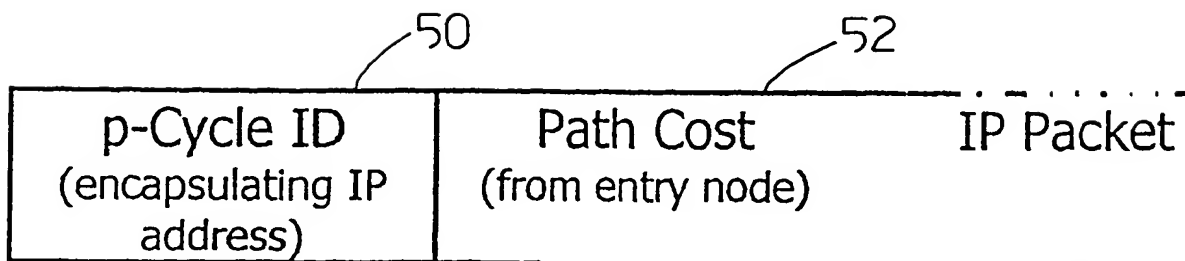 50 52
p-Cycle ID Path Cost IP Packet
(encapsulating IP (from entry node)
address)